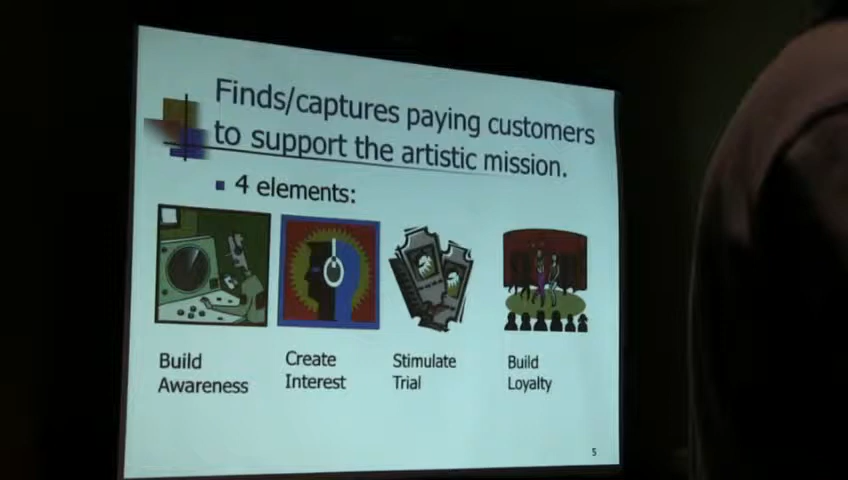 Finds/captures paying customers
to support the artistic mission.
4 elements:
Build
Awareness
Create
Interest
Stimulate
Trial
Build
Loyalty
5